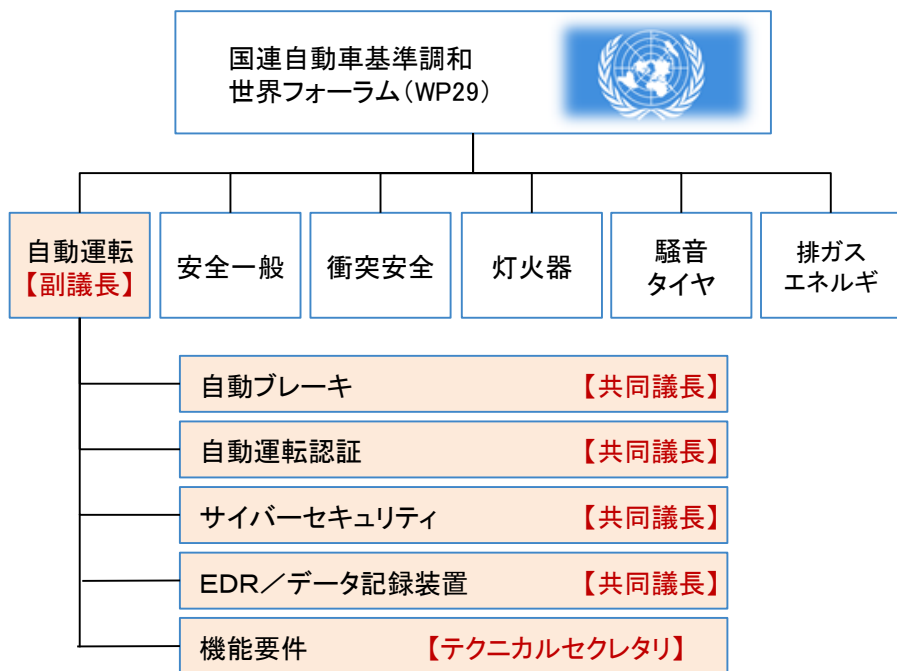 国連自動車基準調和
世界フォーラム(WP29)
自動運転
【副議長】
安全一般
衝突安全
灯火器
騒音
タイヤ
排ガス
エネルギ
自動ブレーキ 【共同議長】
自動運転認証 【共同議長】
サイバーセキュリティ 【共同議長】
EDR／データ記録装置 【共同議長】
機能要件 【テクニカルセクレタリ】